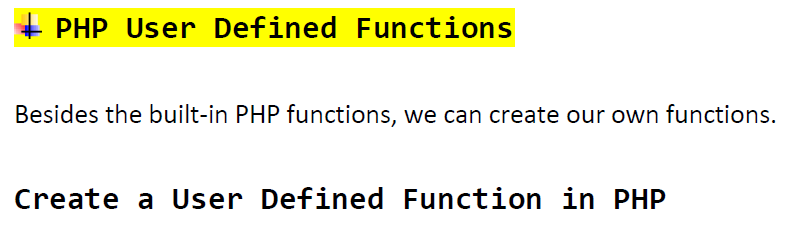 PHP User Defined Functions
Besides the built-in PHP functions, we can create our own functions.
Create a User Defined Function in PHP